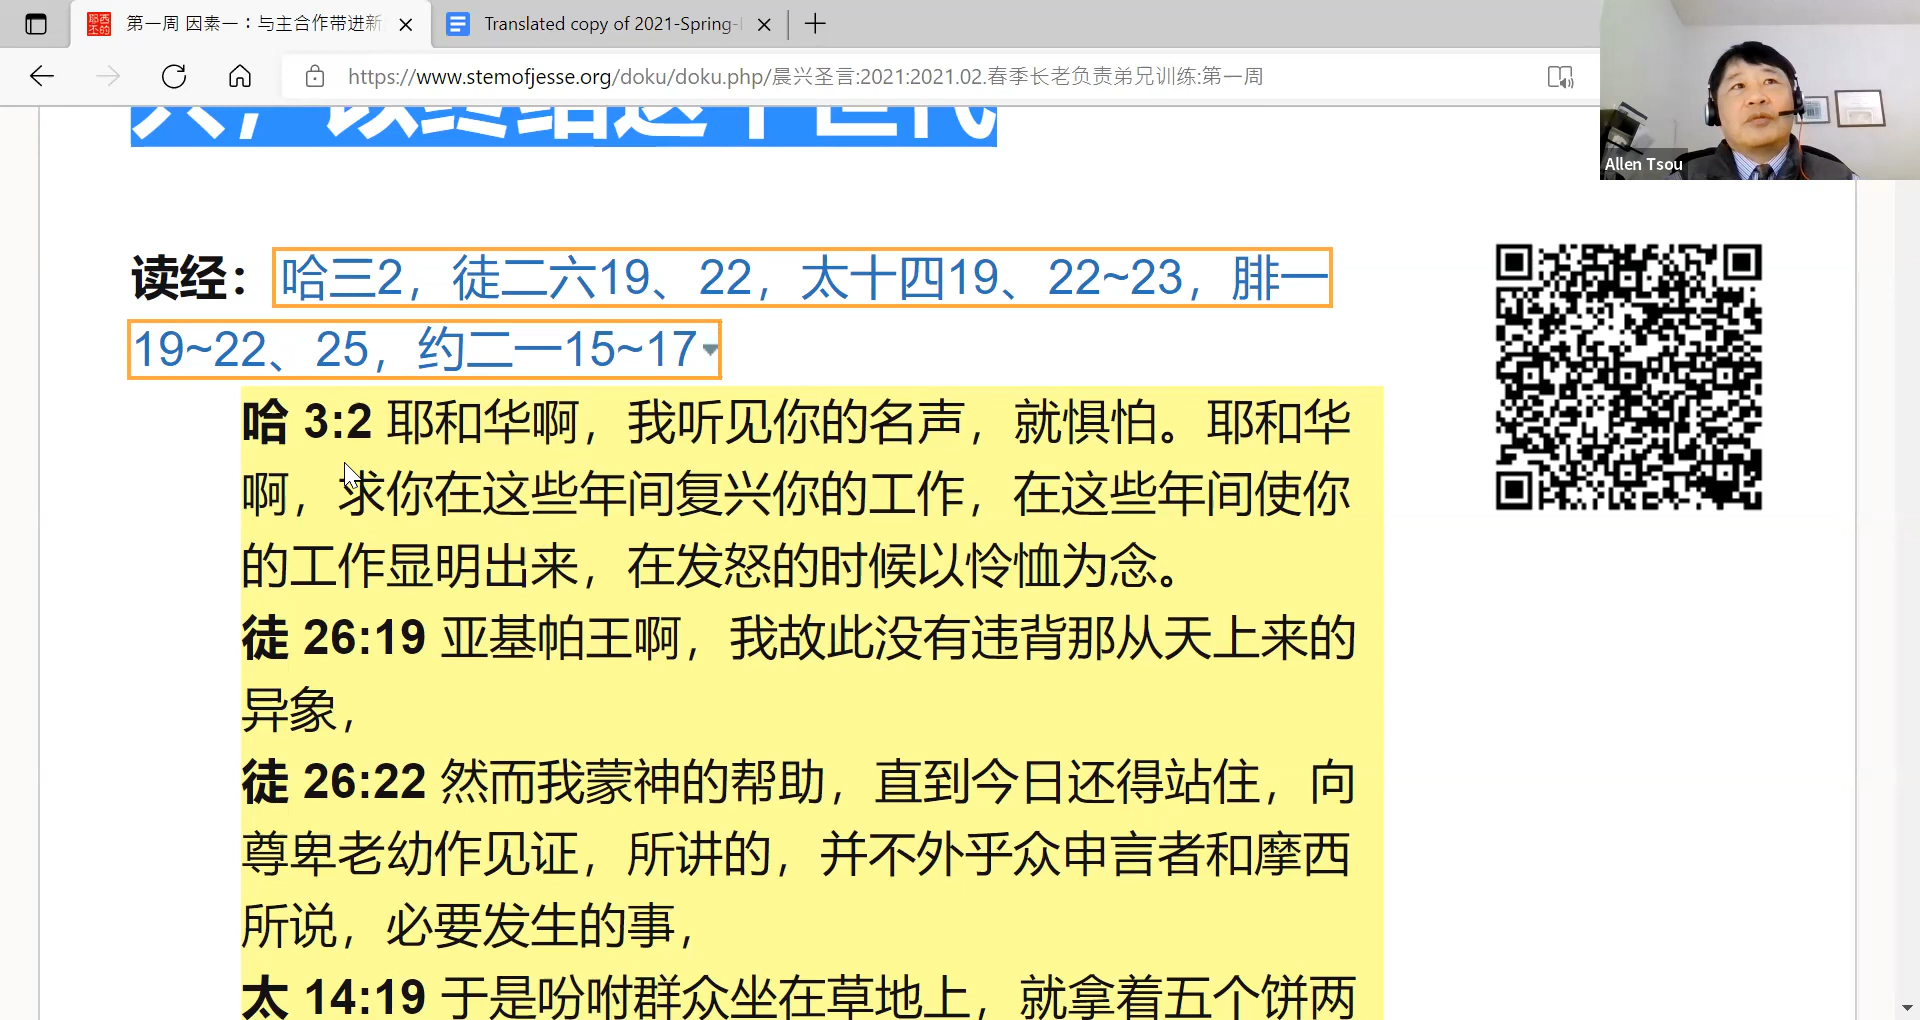 第一周 因素一：与主合作带进新
Translated copy of 2021-Spring-
https://www.stemofjesse.org/doku/doku.php/晨兴圣言:2021:2021.02.春季长老负责弟兄训练:第一周
Allen Tsou
兴，以终结这个世代
读经：哈三2，徒二六19、22，太十四19、22~23，腓一
19~22、25，约二一15~17
哈 3:2 耶和华啊，我听见你的名声，就惧怕。耶和华
啊，求你在这些年间复兴你的工作，在这些年间使你
的工作显明出来，在发怒的时候以怜恤为念。
徒 26:19 亚基帕王啊，我故此没有违背那从天上来的
异象，
徒 26:22 然而我蒙神的帮助，直到今日还得站住，向
尊卑老幼作见证，所讲的，并不外乎众申言者和摩西
所说，必要发生的事，
太 14:19 于是吩咐群众坐在草地上，就拿着五个饼两